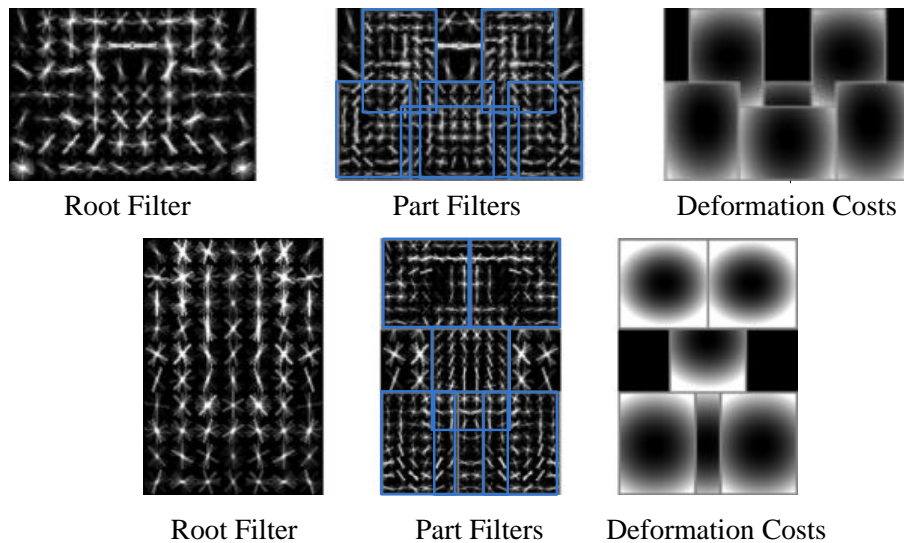 Root Filter
Part Filters
Deformation Costs
Root Filter
Part Filters
Deformation Costs